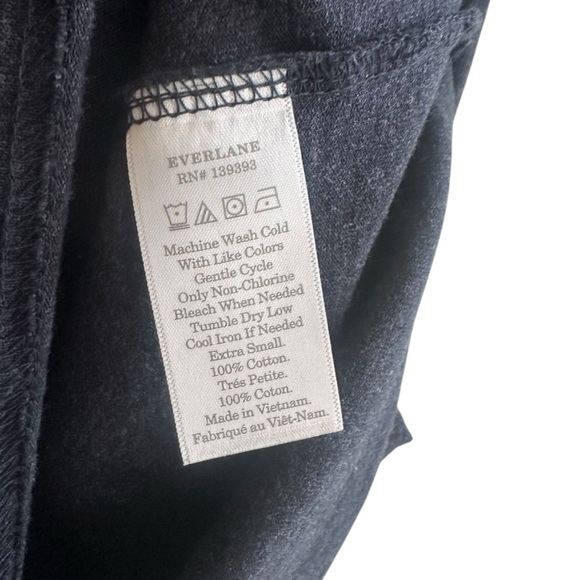 EVERLANE
RN# 139393
Machine Wash Cold
With Like Colors
Gentle Cycle
Only Non-Chlorine
Bleach When Needed
Tumble Dry Low
Cool Iron If Needed
Extra Small.
100% Cotton.
Trés Petite.
100% Coton.
Made in Vietnam.
Fabriqué au Viêt-Nam.